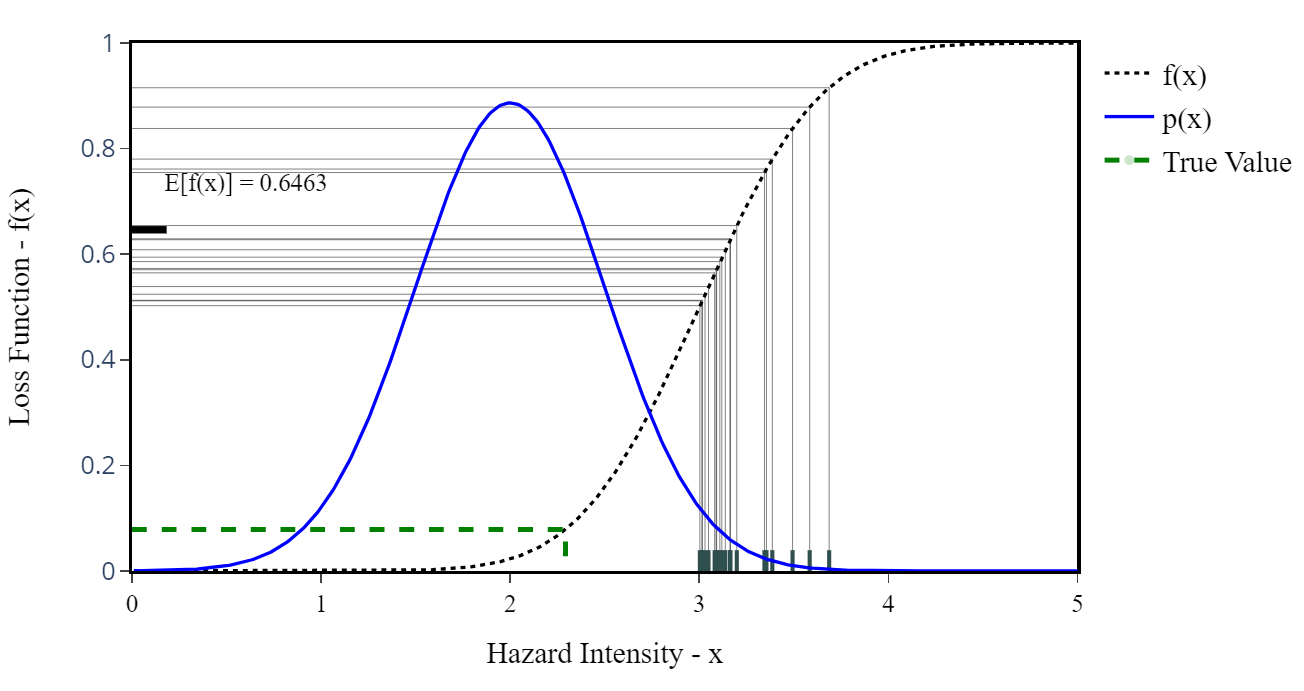 1
0.8
0.6
0.4
0.2
0
Loss Function - f(x)
E[f(x)] = 0.6463
0 1 2 3 4 5
Hazard Intensity - x
f(x)
p(x)
True Value